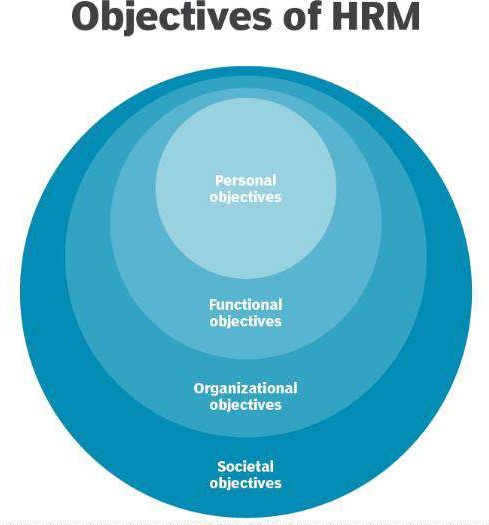 Objectives of HRM
Personal
objectives
Functional
objectives
Organizational
objectives
Societal
objectives